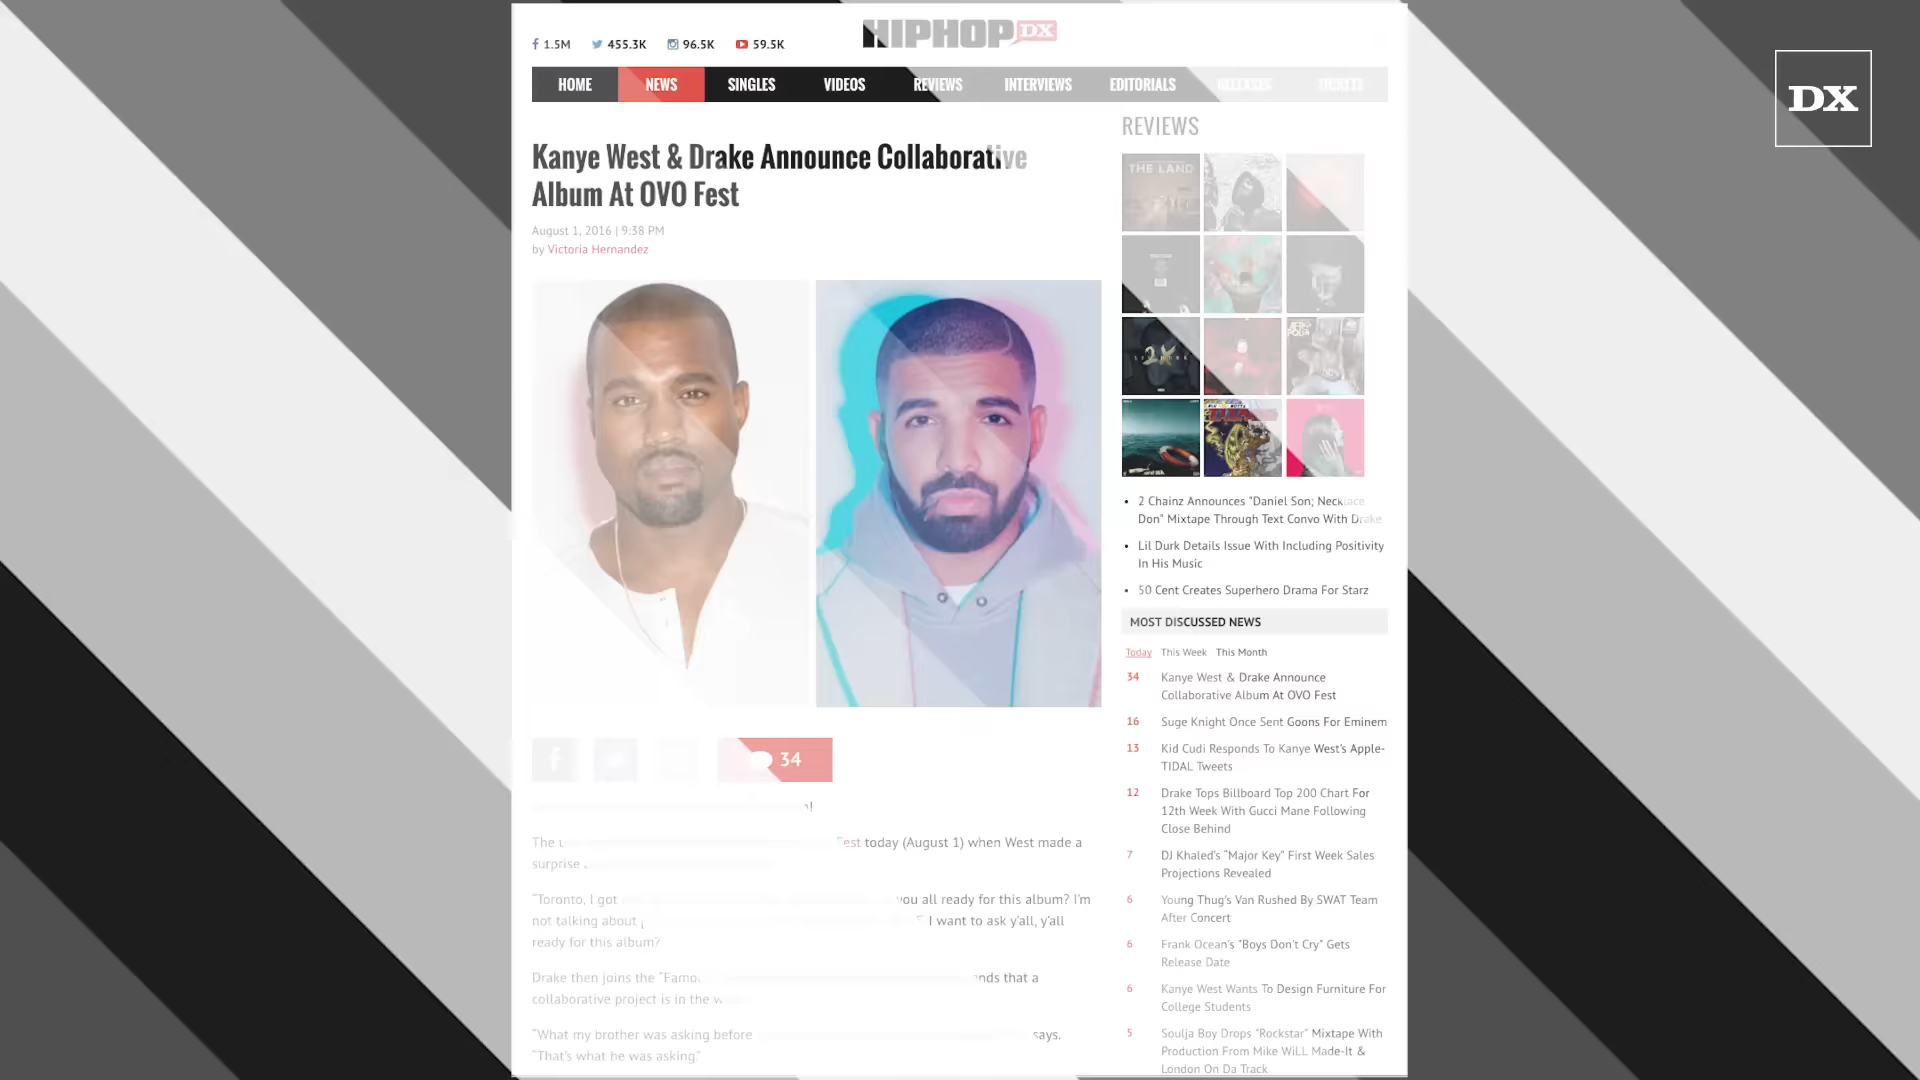 1.5M 455.3K 96.5K 59.5K
HIPHOP DX
HOME NEWS SINGLES VIDEOS REVIEWS INTERVIEWS EDITORIALS RELEASES TICKETS
DX
Kanye West & Drake Announce Collaborative
Album At OVO Fest
August 1, 2016 | 9:38 PM
by Victoria Hernandez
34
The
Fest today (August 1) when West made a
surprise
"Toronto, I got
you all ready for this album? I'm
not talking about
I want to ask y'all, y'all
ready for this album?
Drake then joins the "Famo
nds that a
collaborative project is in the
"What my brother was asking before
says.
"That's what he was asking."
REVIEWS
THE LAND
2 Chainz Announces "Daniel Son; Necklace
Don" Mixtape Through Text Convo With Drake
Lil Durk Details Issue With Including Positivity
In His Music
50 Cent Creates Superhero Drama For Starz
MOST DISCUSSED NEWS
Today This Week This Month
34 Kanye West & Drake Announce
Collaborative Album At OVO Fest
16 Suge Knight Once Sent Goons For Eminem
13 Kid Cudi Responds To Kanye West's Apple-
TIDAL Tweets
12 Drake Tops Billboard Top 200 Chart For
12th Week With Gucci Mane Following
Close Behind
7 DJ Khaled's "Major Key" First Week Sales
Projections Revealed
6 Young Thug's Van Rushed By SWAT Team
After Concert
6 Frank Ocean's "Boys Don't Cry" Gets
Release Date
6 Kanye West Wants To Design Furniture For
College Students
5 Soulja Boy Drops "Rockstar" Mixtape With
Production From Mike WiLL Made-It &
London On Da Track